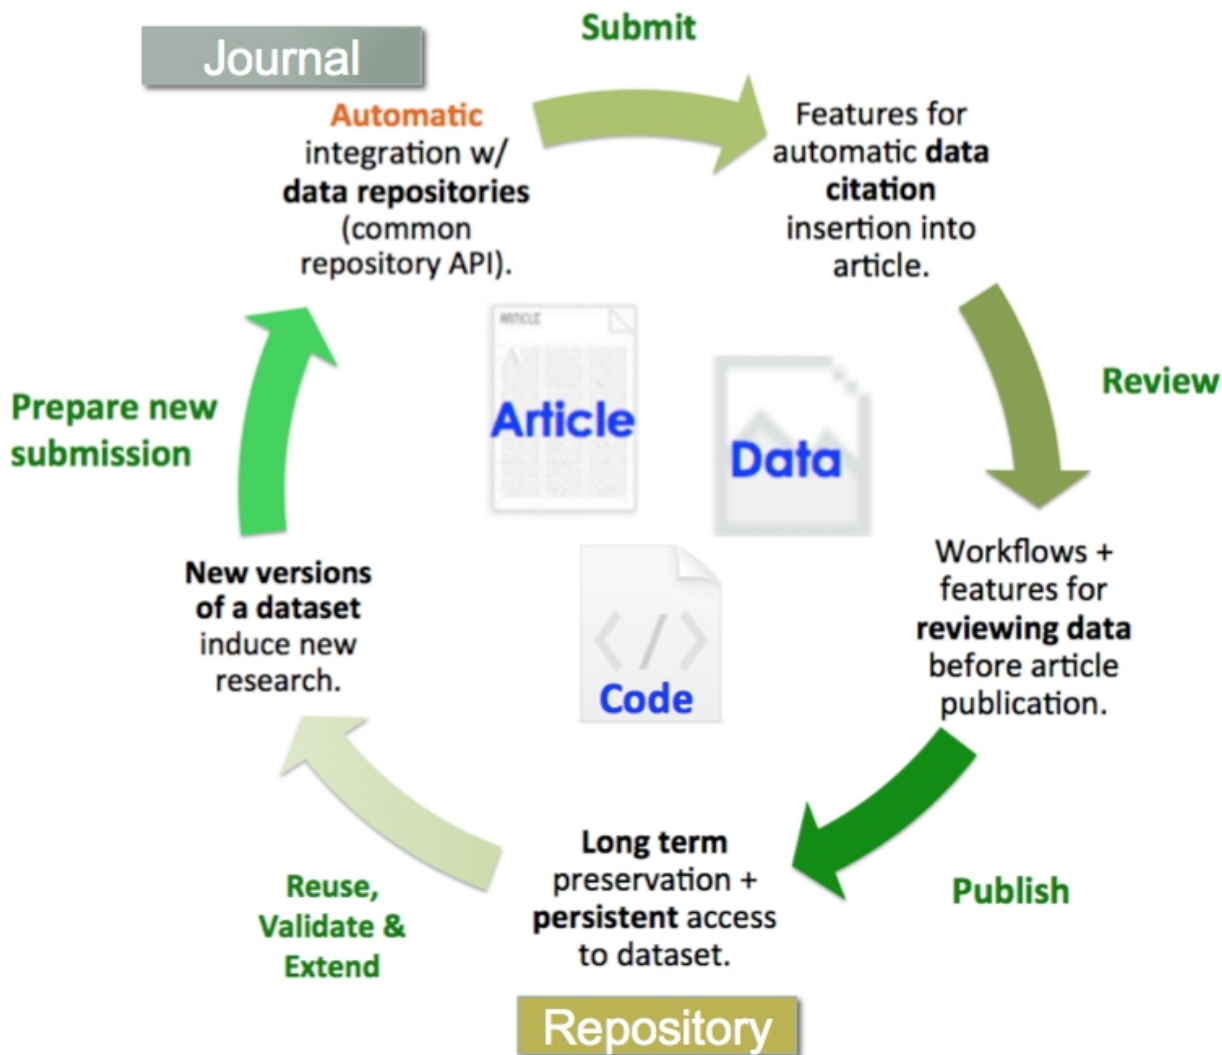 Journal
Submit
Automatic
integration w/
data repositories
(common
repository API).
Features for
automatic data
citation
insertion into
article.
Review
Workflows +
features for
reviewing data
before article
publication.
Publish
Long term
preservation +
persistent access
to dataset.
Repository
Reuse,
Validate &
Extend
New versions
of a dataset
induce new
research.
Prepare new
submission
ARTICLE
A
Article
Data
</>
Code